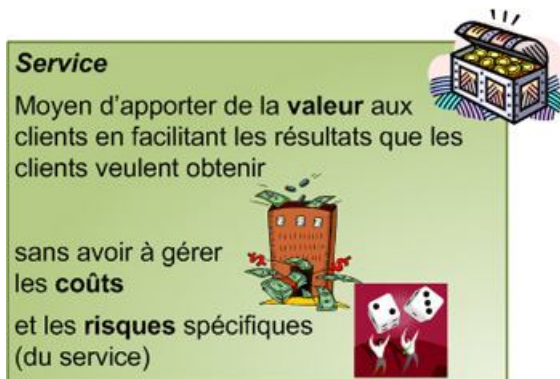 Service
Moyen d'apporter de la valeur aux
clients en facilitant les résultats que les
clients veulent obtenir
sans avoir à gérer
les coûts
et les risques spécifiques
(du service)